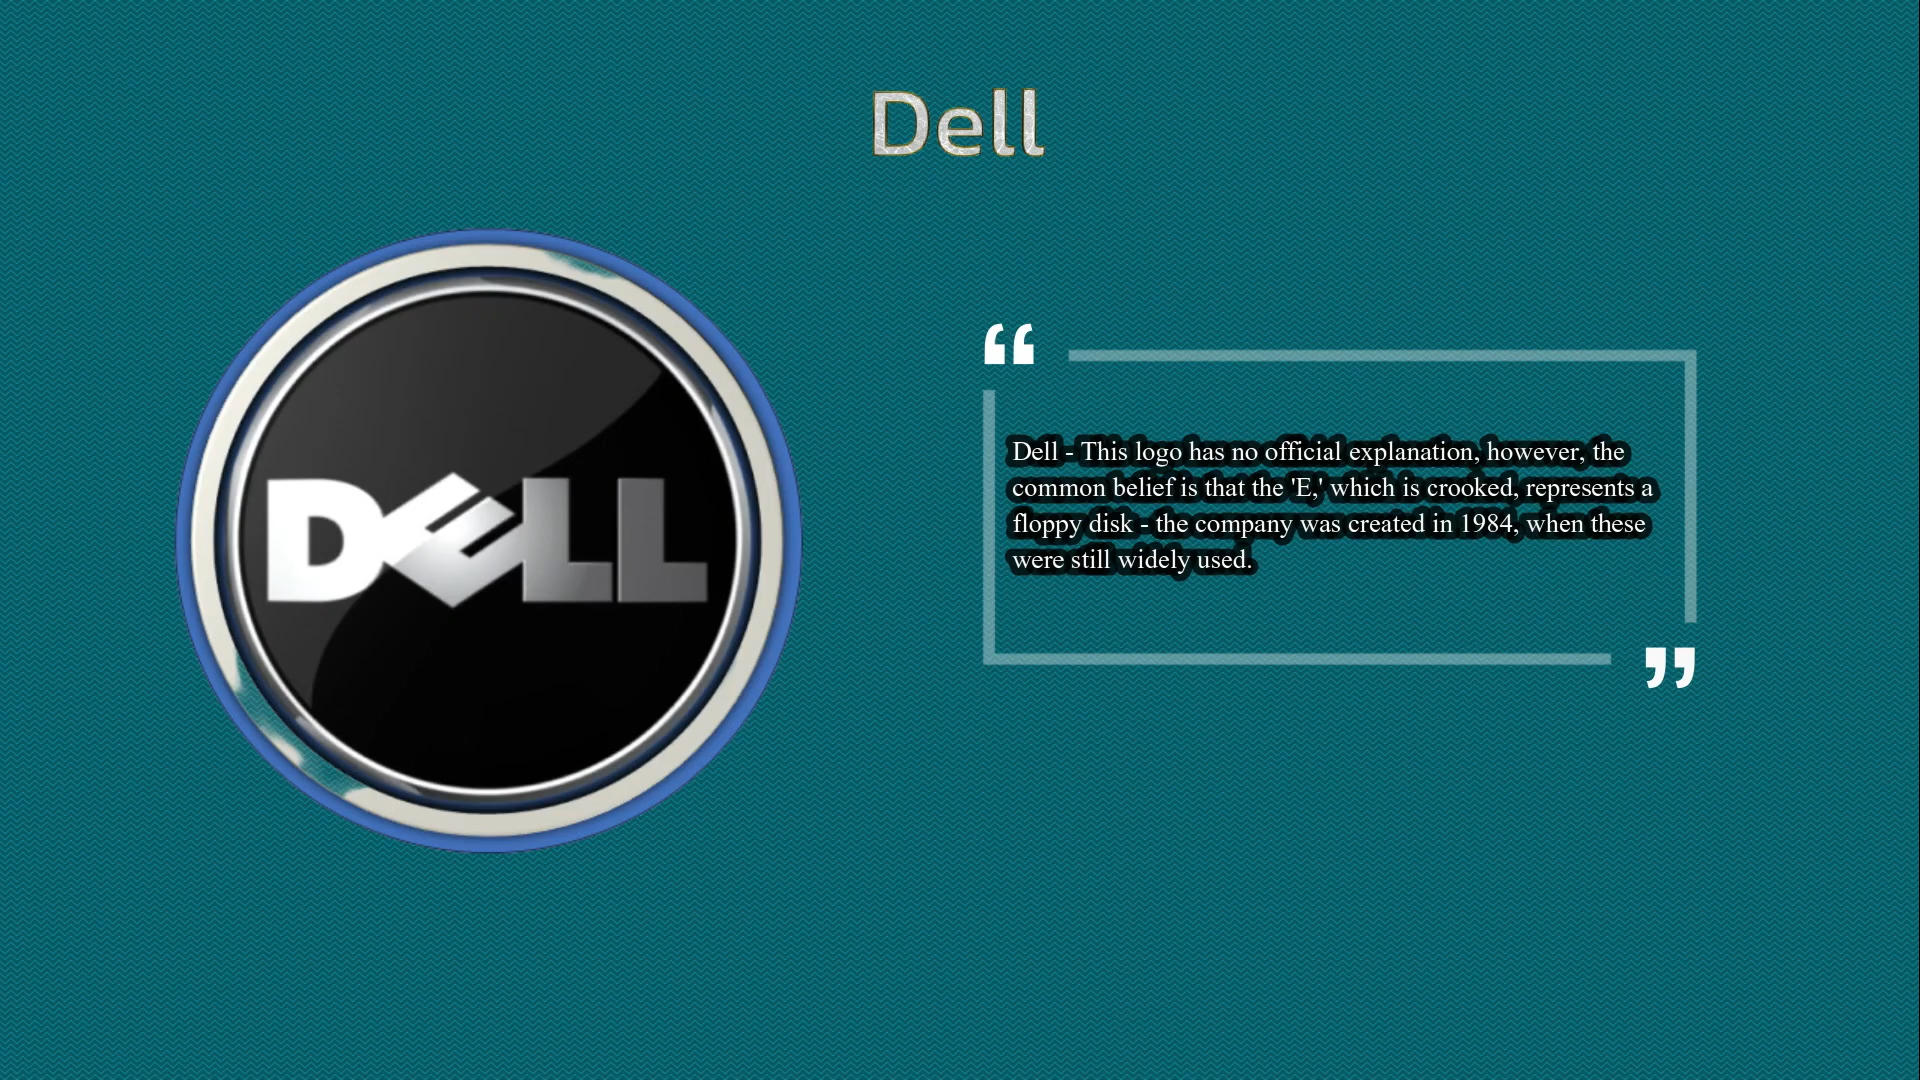 Dell
DELL
“
Dell - This logo has no official explanation, however, the
common belief is that the 'E,' which is crooked, represents a
floppy disk - the company was created in 1984, when these
were still widely used.
”